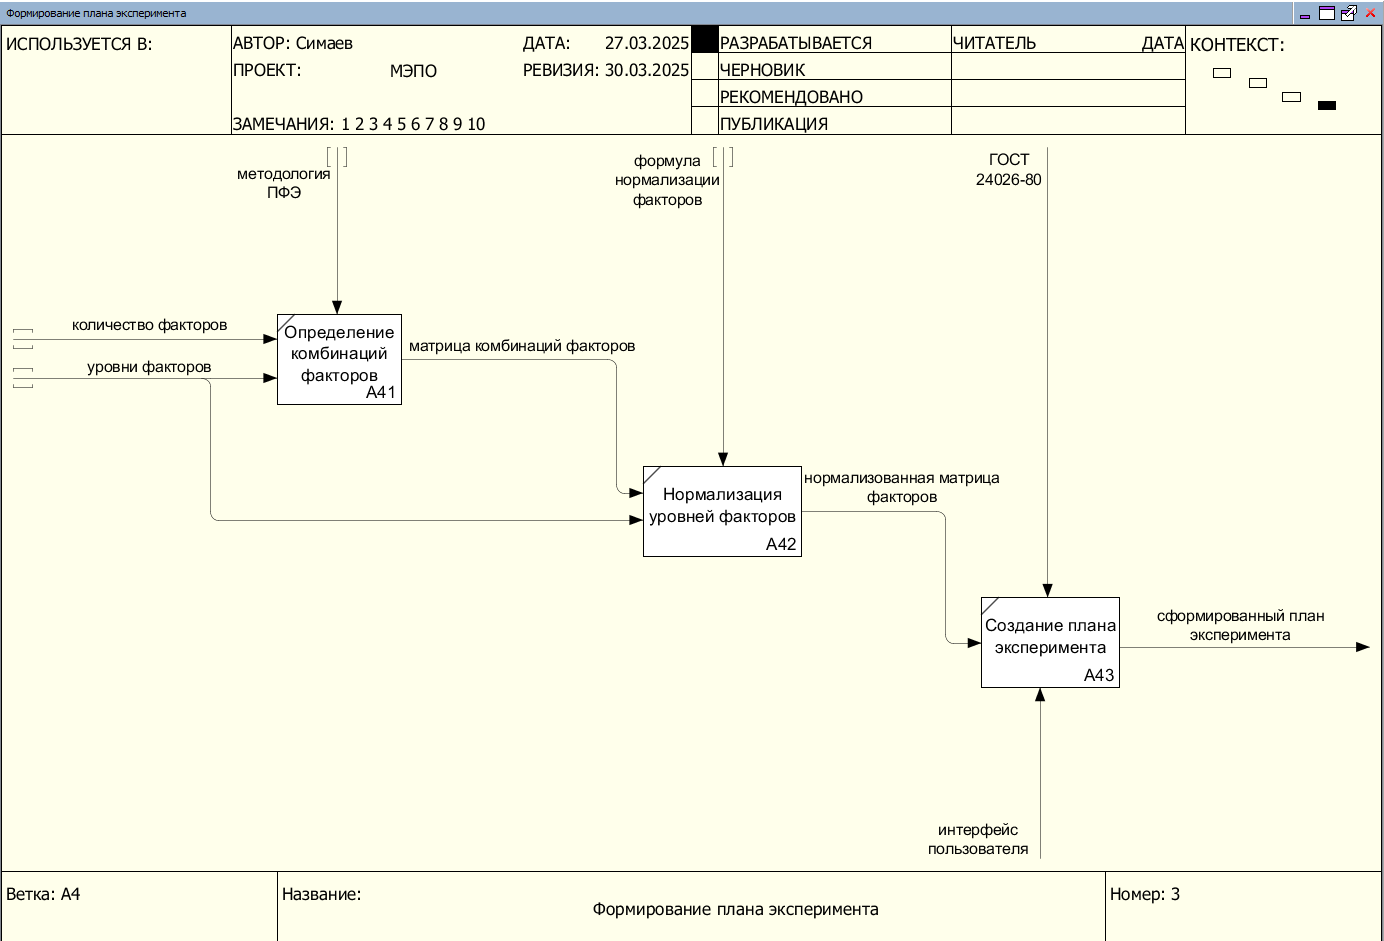 Формирование плана эксперимента
ИСПОЛЬЗУЕТСЯ В:
АВТОР: Симаев
ДАТА: 27.03.2025
ПРОЕКТ: МЭПО
РЕВИЗИЯ: 30.03.2025
ЗАМЕЧАНИЯ: 1 2 3 4 5 6 7 8 9 10
РАЗРАБАТЫВАЕТСЯ
ЧЕРНОВИК
РЕКОМЕНДОВАНО
ПУБЛИКАЦИЯ
ЧИТАТЕЛЬ ДАТА
КОНТЕКСТ:
методология
ПФЭ
формула
нормализации
факторов
ГОСТ
24026-80
количество факторов
уровни факторов
Определение
комбинаций
факторов
A41
матрица комбинаций факторов
Нормализация
уровней факторов
A42
нормализованная матрица
факторов
Создание плана
эксперимента
A43
сформированный план
эксперимента
интерфейс
пользователя
Ветка: A4
Название:
Формирование плана эксперимента
Номер: 3